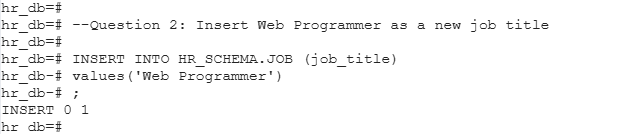 hr_db=#
hr_db=# --Question 2: Insert Web Programmer as a new job title
hr_db=#
hr_db=# INSERT INTO HR_SCHEMA.JOB (job_title)
hr_db-# values('Web Programmer')
hr_db-# ;
INSERT 0 1
hr_db=#